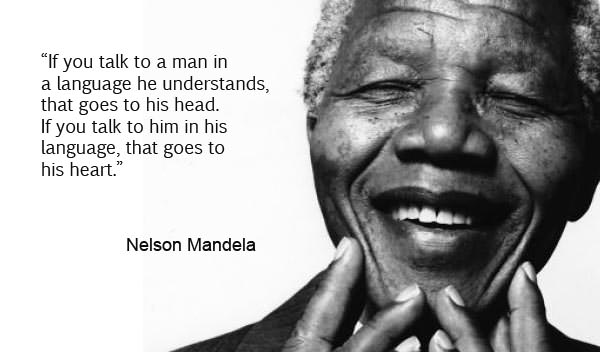 “If you talk to a man in
a language he understands,
that goes to his head.
If you talk to him in his
language, that goes to
his heart.”
Nelson Mandela